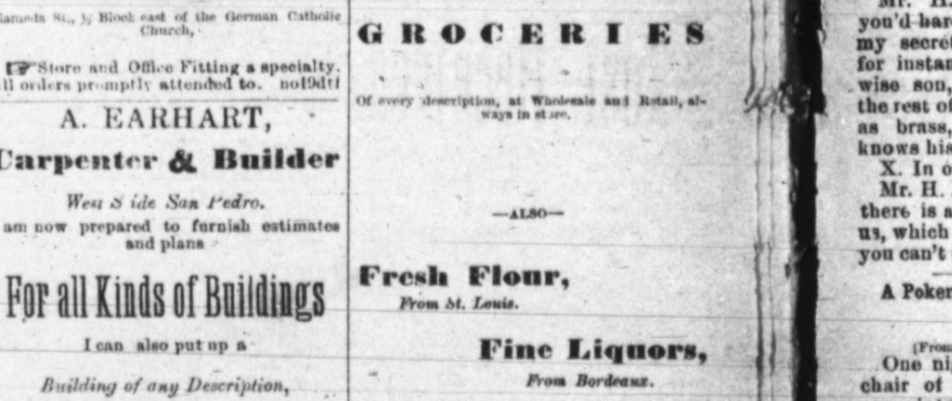 St., ½ Block east of the German Catholic
Church,
☞Store and Office Fitting a specialty.
ll orders promptly attended to. no19dtf
A. EARHART,
Carpenter & Builder
West Side San Pedro.
am now prepared to furnish estimates
and plans
For all Kinds of Buildings
I can also put up a
Building of any Description,
GROCERIES
Of every description, at Wholesale and Retail, al-
ways in store.
—ALSO—
Fresh Flour,
From St. Louis.
Fine Liquors,
From Bordeaux.
Mr. H.
you'd har
my secret
for instan
wise son,
the rest of
as brass,
knows his
X. In o
Mr. H.
there is a
us, which
you can't
A Poker
[From
One ni
chair of